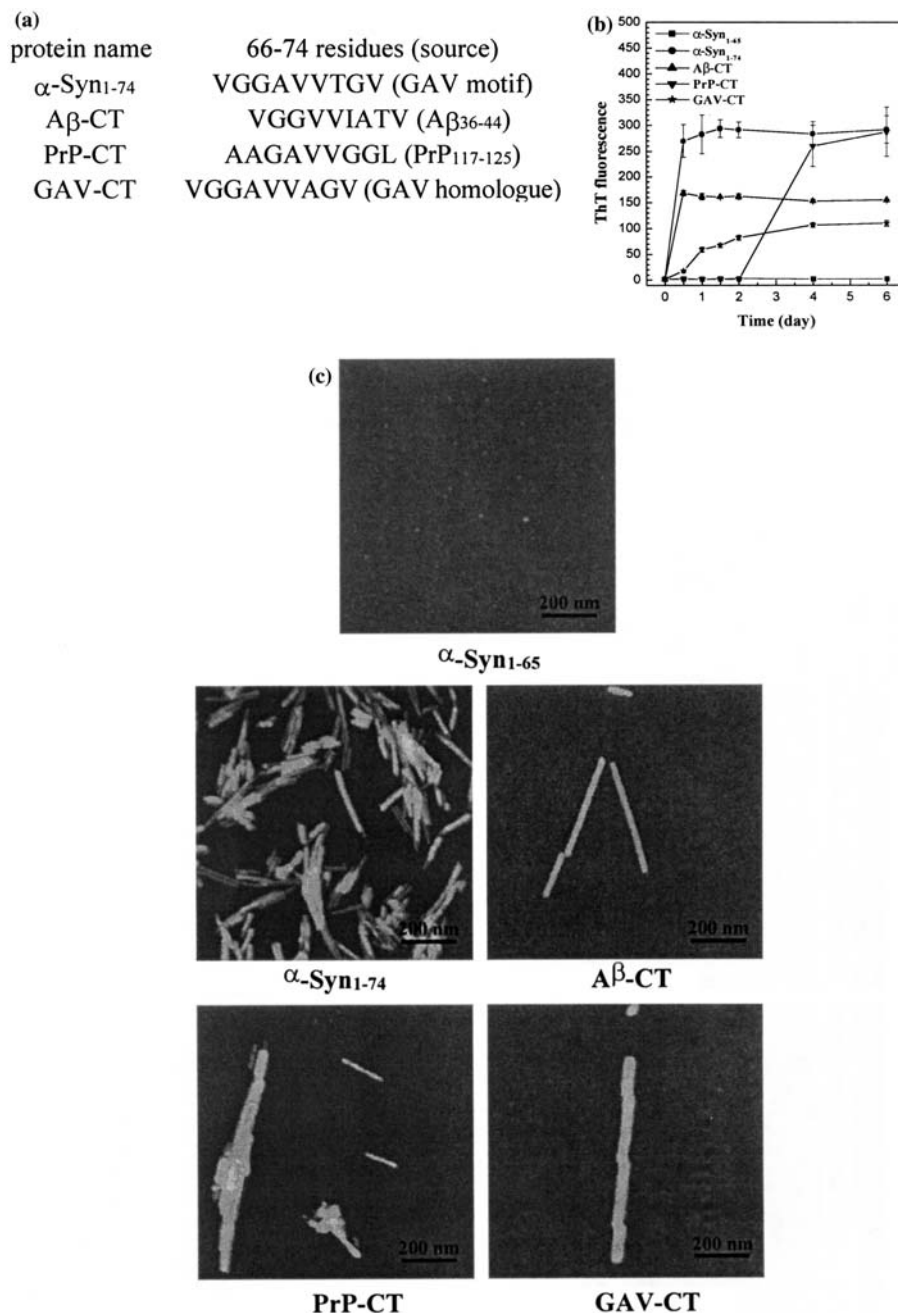 (a)
protein name 66-74 residues (source)
α-Syn1-74 VGGAVVTGV (GAV motif)
Aβ-CT VGGVVIATV (Aβ36-44)
PrP-CT AAGAVVGGL (PrP117-125)
GAV-CT VGGAVVAGV (GAV homologue)
(b)
500
450
400
350
300
250
200
150
100
50
0
ThT fluorescence
α-Syn1-65
α-Syn1-74
Aβ-CT
PrP-CT
GAV-CT
0 1 2 3 4 5 6
Time (day)
(c)
200 nm
α-Syn1-65
200 nm
α-Syn1-74
200 nm
Aβ-CT
200 nm
PrP-CT
200 nm
GAV-CT